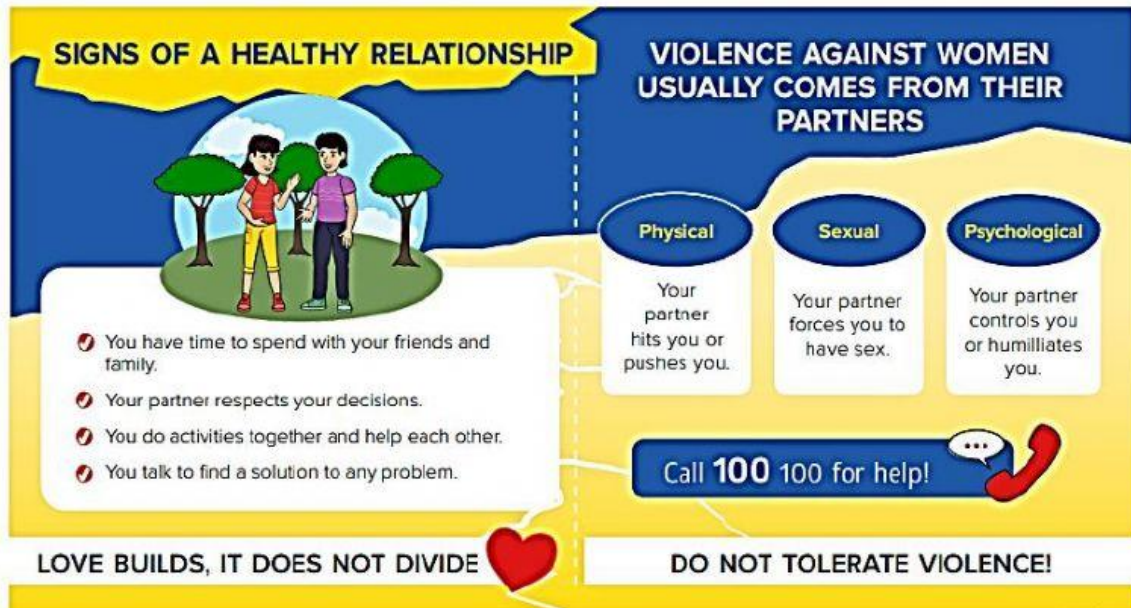 SIGNS OF A HEALTHY RELATIONSHIP
You have time to spend with your friends and
family.
Your partner respects your decisions.
You do activities together and help each other.
You talk to find a solution to any problem.
LOVE BUILDS, IT DOES NOT DIVIDE
VIOLENCE AGAINST WOMEN
USUALLY COMES FROM THEIR
PARTNERS
Physical
Your
partner
hits you or
pushes you.
Sexual
Your partner
forces you to
have sex.
Psychological
Your partner
controls you
or humilliates
you.
Call 100 100 for help!
DO NOT TOLERATE VIOLENCE!